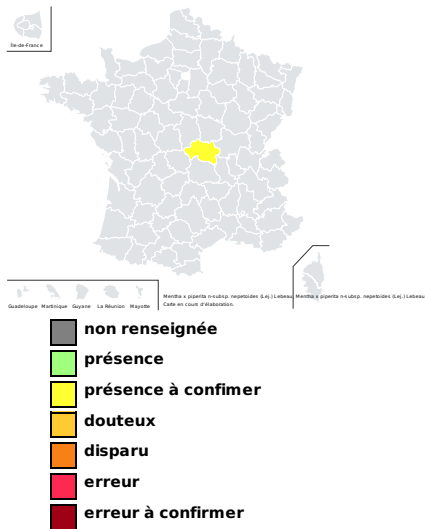 Île-de-France
Guadeloupe Martinique Guyane La Réunion Mayotte
Mentha x piperita n-subsp. nepetoides (Lej.) Lebeau
Mentha x piperita n-subsp. nepetoides (Lej.) Lebeau
Carte en cours d'élaboration.
non renseignée
présence
présence à confimer
douteux
disparu
erreur
erreur à confirmer